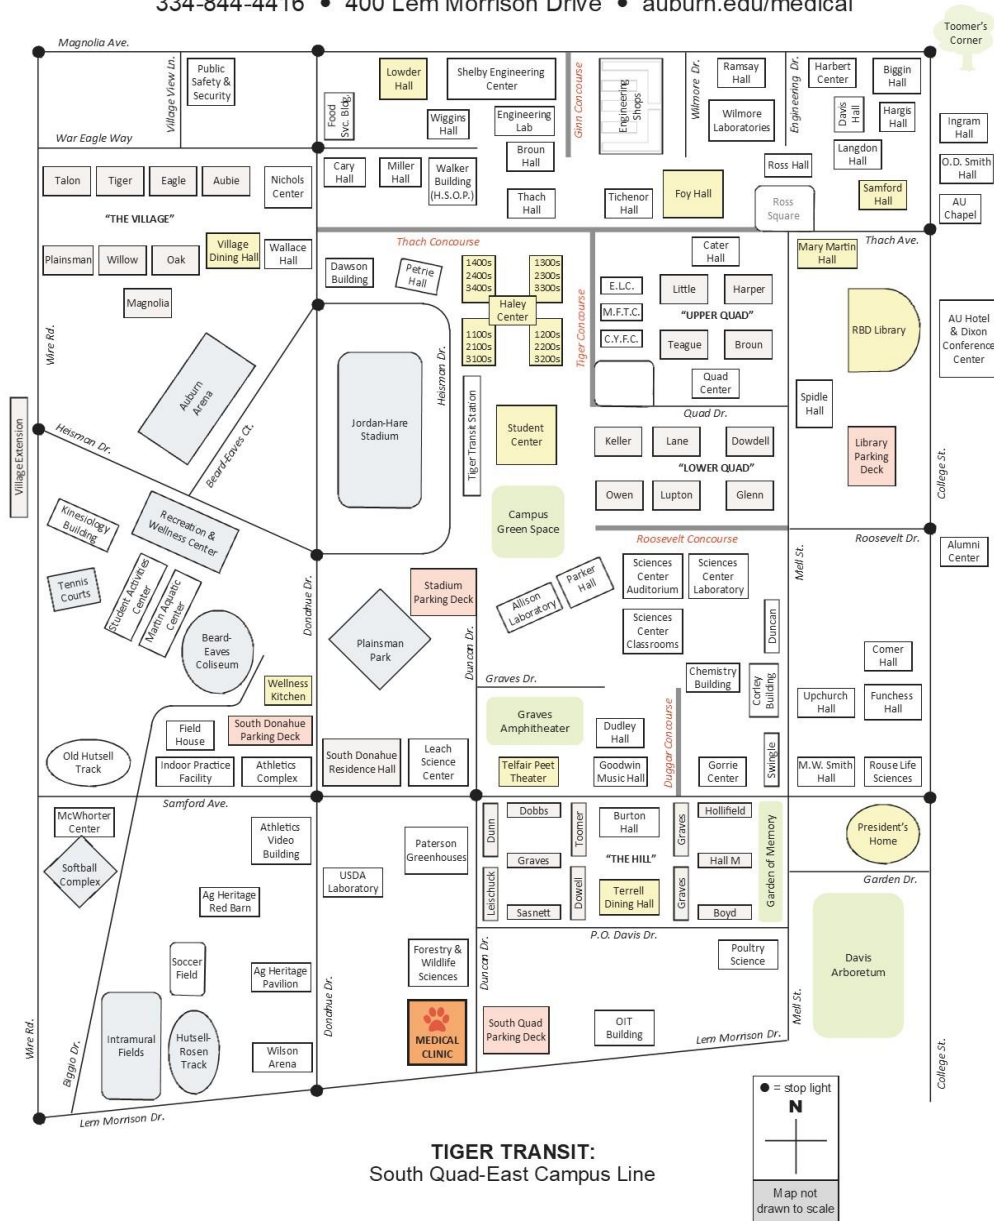 334-844-4416 • 400 Lem Morrison Drive • auburn.edu/medical
Toomer's
Corner
Magnolia Ave.
Village View Ln.
Public
Safety &
Security
Lowder
Hall
Shelby Engineering
Center
Ginn Concourse
Engineering
Shops
Wilmore Dr.
Ramsay
Hall
Engineering Dr.
Harbert
Center
Biggin
Hall
Food
Svc. Bldg.
Wiggins
Hall
Engineering
Lab
Wilmore
Laboratories
Davis
Hall
Hargis
Hall
Ingram
Hall
War Eagle Way
Broun
Hall
Langdon
Hall
Ross Hall
O.D. Smith
Hall
Talon
Tiger
Eagle
Aubie
Nichols
Center
Cary
Hall
Miller
Hall
Walker
Building
(H.S.O.P.)
Thach
Hall
Tichenor
Hall
Foy Hall
Ross
Square
Samford
Hall
AU
Chapel
"THE VILLAGE"
Thach Concourse
Thach Ave.
Plainsman
Willow
Oak
Village
Dining Hall
Wallace
Hall
Dawson
Building
Petrie
Hall
1400s
2400s
3400s
1300s
2300s
3300s
Haley
Center
1100s
2100s
3100s
1200s
2200s
3200s
Tiger Concourse
Cater
Hall
Mary Martin
Hall
E.L.C.
M.F.T.C.
C.Y.F.C.
Little
Harper
"UPPER QUAD"
Teague
Broun
Quad
Center
RBD Library
AU Hotel
& Dixon
Conference
Center
Magnolia
Wire Rd.
Auburn
Arena
Beard-Eaves Ct.
Jordan-Hare
Stadium
Heisman Dr.
Tiger Transit Station
Student
Center
Quad Dr.
Spidle
Hall
Village Extension
Heisman Dr.
Keller
Lane
Dowdell
"LOWER QUAD"
Owen
Lupton
Glenn
Library
Parking
Deck
College St.
Kinesiology
Building
Recreation &
Wellness Center
Campus
Green Space
Roosevelt Concourse
Roosevelt Dr.
Mell St.
Alumni
Center
Tennis
Courts
Student Activities
Center
Martin Aquatic
Center
Donahue Dr.
Stadium
Parking Deck
Allison
Laboratory
Parker
Hall
Sciences
Center
Auditorium
Sciences
Center
Laboratory
Beard-
Eaves
Coliseum
Plainsman
Park
Duncan Dr.
Sciences
Center
Classrooms
Duncan
Comer
Hall
Wellness
Kitchen
Graves Dr.
Chemistry
Building
Corley
Building
Upchurch
Hall
Funchess
Hall
Field
House
South Donahue
Parking Deck
Graves
Amphitheater
Dudley
Hall
Duggar Concourse
Old Hutsell
Track
Indoor Practice
Facility
Athletics
Complex
South Donahue
Residence Hall
Leach
Science
Center
Telfair Peet
Theater
Goodwin
Music Hall
Gorrie
Center
Swingle
M.W. Smith
Hall
Rouse Life
Sciences
Samford Ave.
McWhorter
Center
Softball
Complex
Athletics
Video
Building
Paterson
Greenhouses
Dunn
Dobbs
Toomer
Burton
Hall
Graves
Hollifield
Garden of Memory
President's
Home
Graves
"THE HILL"
Hall M
USDA
Laboratory
Leischuck
Sasnett
Dowell
Terrell
Dining Hall
Graves
Boyd
Garden Dr.
Ag Heritage
Red Barn
P.O. Davis Dr.
Soccer
Field
Ag Heritage
Pavilion
Forestry &
Wildlife
Sciences
Duncan Dr.
Poultry
Science
Davis
Arboretum
Donahue Dr.
Mell St.
Wire Rd.
Biggio Dr.
Intramural
Fields
Hutsell-
Rosen
Track
Wilson
Arena
MEDICAL
CLINIC
South Quad
Parking Deck
OIT
Building
Lem Morrison Dr.
College St.
Lem Morrison Dr.
= stop light
N
Map not
drawn to scale
TIGER TRANSIT:
South Quad-East Campus Line